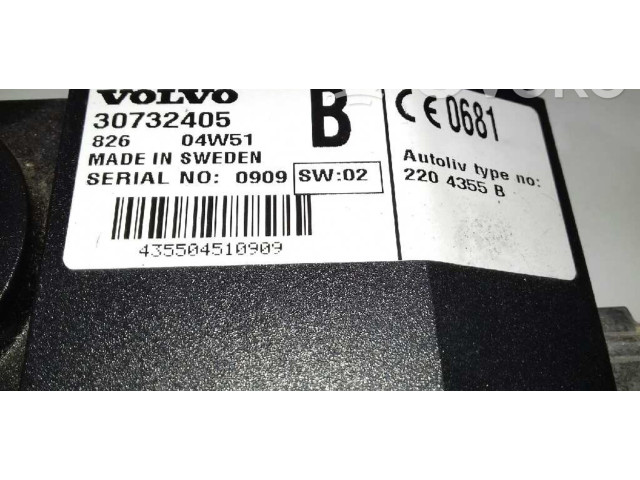 VOLVO
30732405 B
826 04W51
MADE IN SWEDEN
SERIAL NO: 0909 SW:02
435504510909
CE 0681
Autoliv type no:
220 4355 B